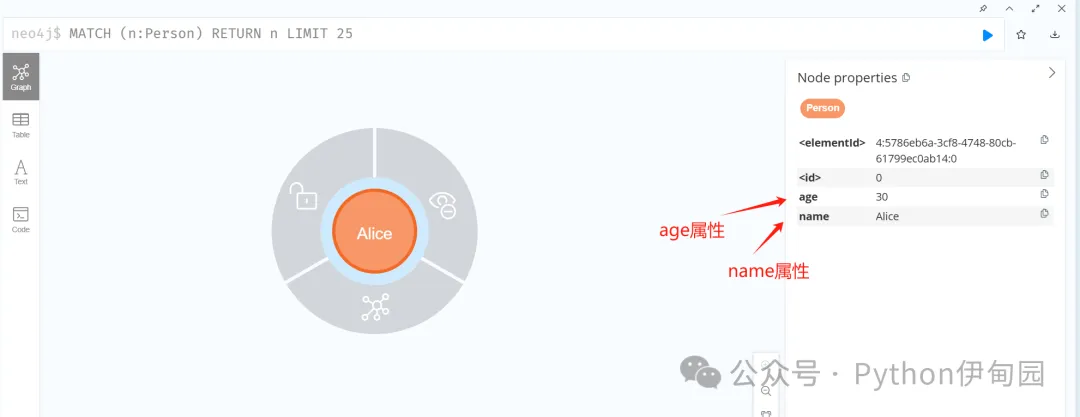 neo4j$ MATCH (n:Person) RETURN n LIMIT 25
Graph
Table
Text
Code
Alice
Node properties
Person
<elementId> 4:5786eb6a-3cf8-4748-80cb-
61799ec0ab14:0
<id> 0
age 30
name Alice
age属性
name属性
公众号 · Python伊甸园